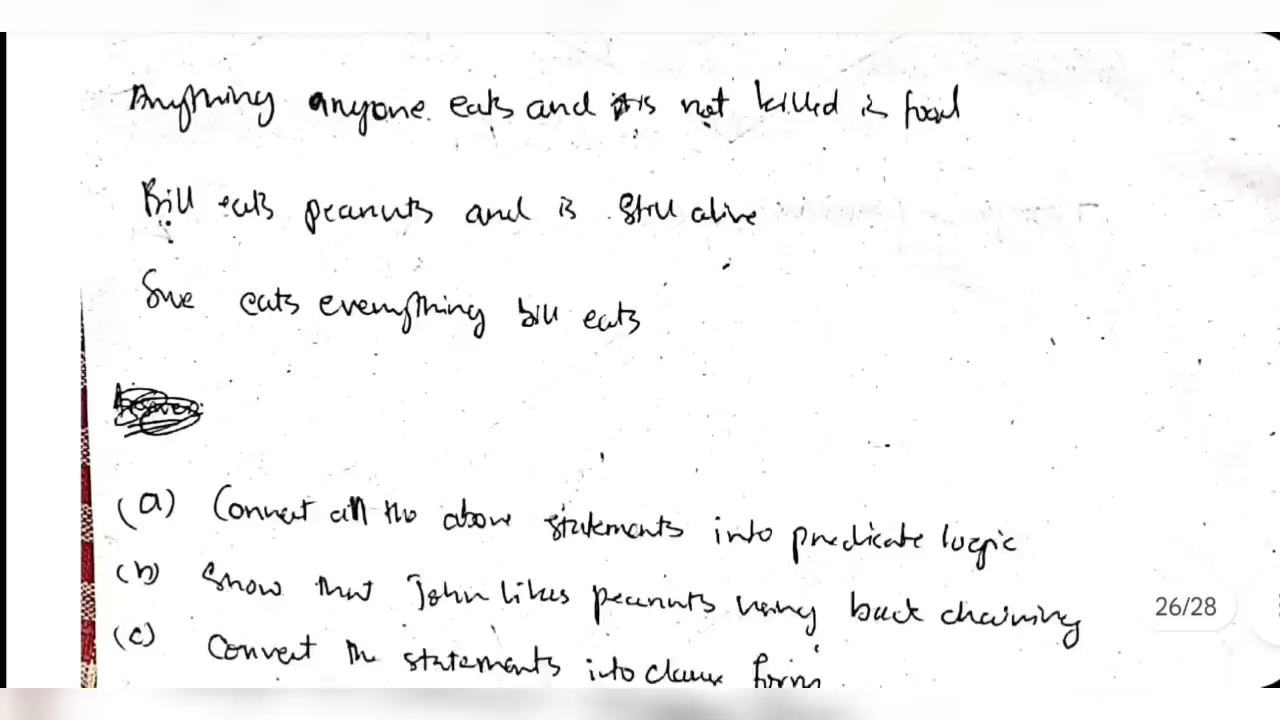 Anything anyone eats and is not killed is food
Bill eats peanuts and is still alive
Sue eats everything bill eats
(a) Convert all the above statements into predicate logic
(b) Show that John likes peanuts using back chaining
(c) Convert the statements into clause form
26/28